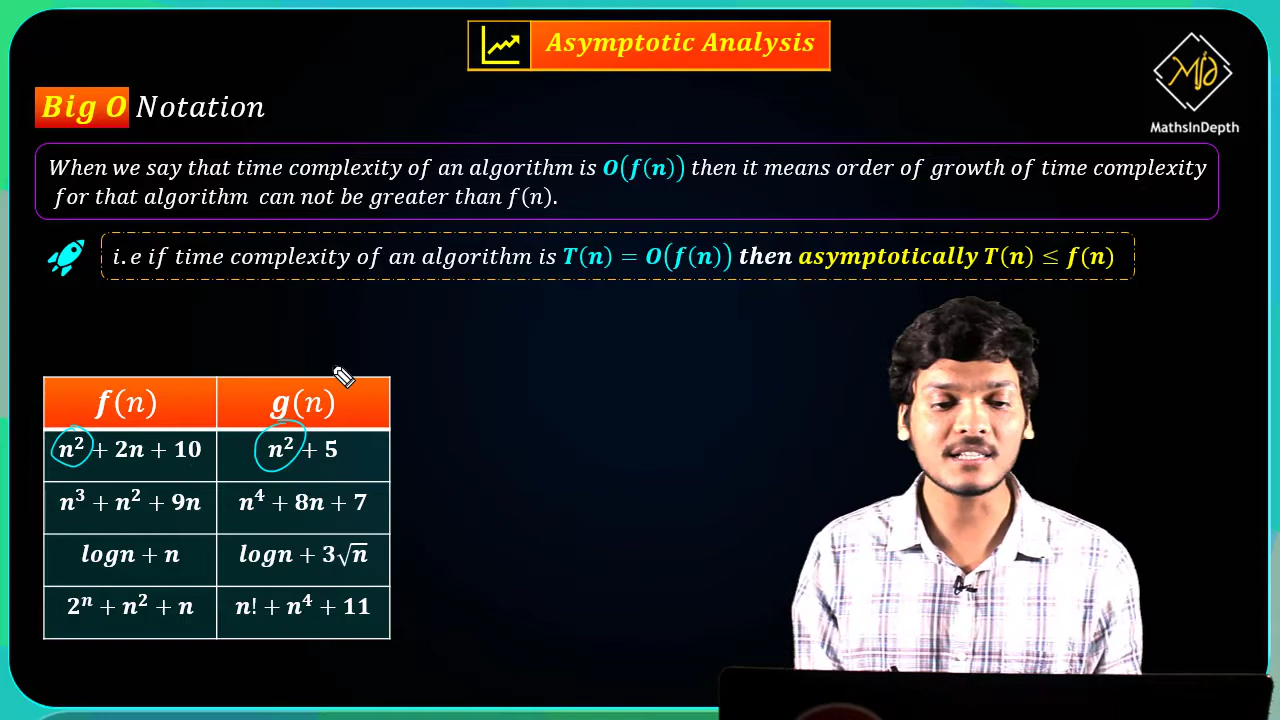 Asymptotic Analysis
MathsInDepth
Big O Notation
When we say that time complexity of an algorithm is O(f(n)) then it means order of growth of time complexity
for that algorithm can not be greater than f(n).
i.e if time complexity of an algorithm is T(n) = O(f(n)) then asymptotically T(n) ≤ f(n)
f(n) g(n)
n² + 2n + 10 n² + 5
n³ + n² + 9n n⁴ + 8n + 7
logn + n logn + 3√n
2ⁿ + n² + n n! + n⁴ + 11